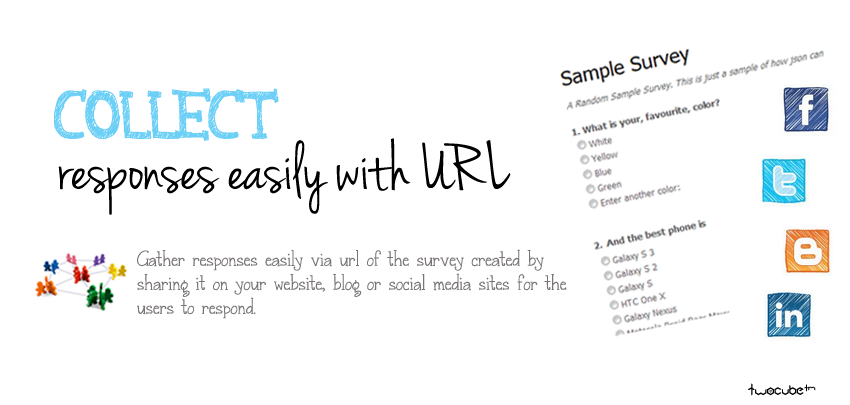 COLLECT
responses easily with URL
Gather responses easily via url of the survey created by
sharing it on your website, blog or social media sites for the
users to respond.
Sample Survey
A Random Sample Survey. This is just a sample of how json can
1. What is your, favourite, color?
White
Yellow
Blue
Green
Enter another color:
2. And the best phone is
Galaxy S 3
Galaxy S 2
Galaxy S
HTC One X
Galaxy Nexus
f
t
B
in
twocube™